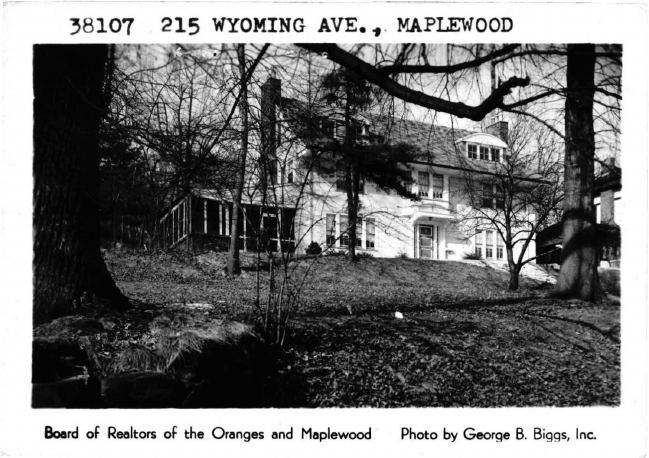 38107 215 WYOMING AVE., MAPLEWOOD
Board of Realtors of the Oranges and Maplewood Photo by George B. Biggs, Inc.